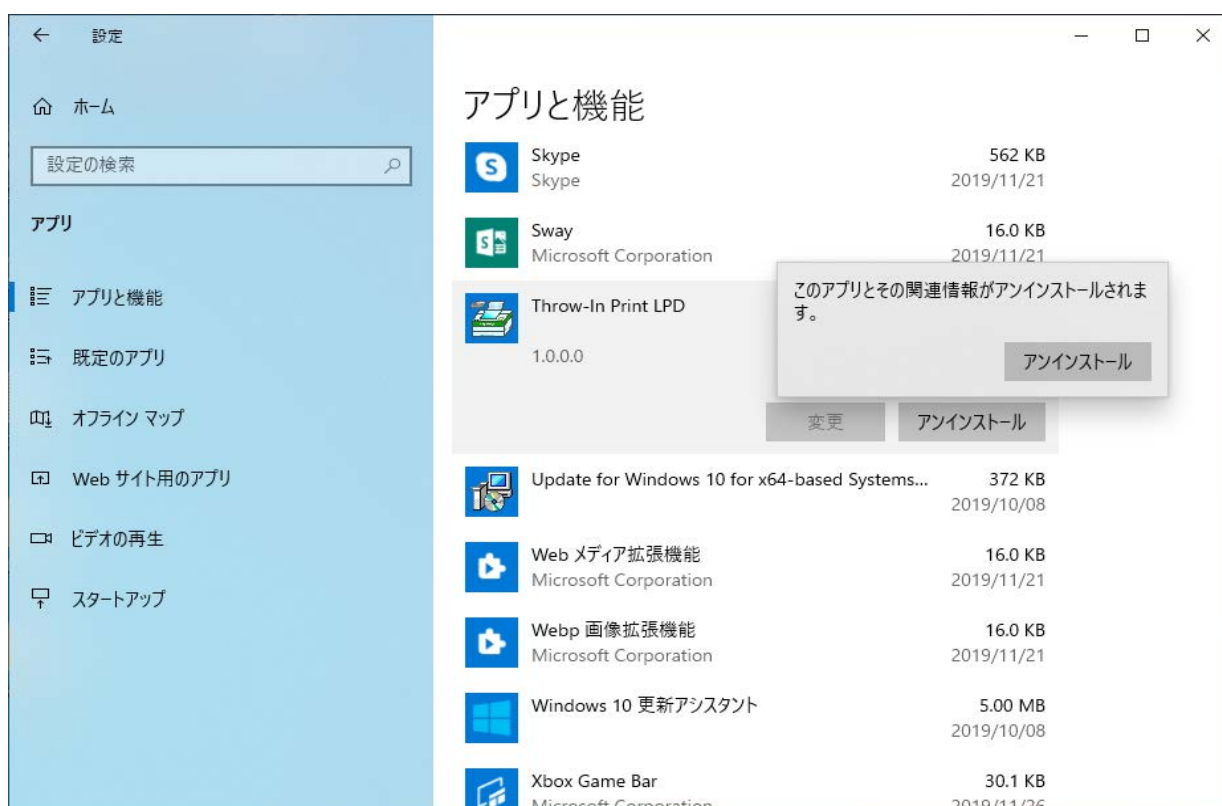 設定
ホーム
設定の検索
アプリ
アプリと機能
既定のアプリ
オフライン マップ
Web サイト用のアプリ
ビデオの再生
スタートアップ
アプリと機能
Skype
562 KB
Skype
2019/11/21
Sway
16.0 KB
Microsoft Corporation
2019/11/21
Throw-In Print LPD
1.0.0.0
このアプリとその関連情報がアンインストールされま
す。
アンインストール
変更
アンインストール
Update for Windows 10 for x64-based Systems...
372 KB
2019/10/08
Web メディア拡張機能
16.0 KB
Microsoft Corporation
2019/11/21
Webp 画像拡張機能
16.0 KB
Microsoft Corporation
2019/11/21
Windows 10 更新アシスタント
5.00 MB
2019/10/08
Xbox Game Bar
30.1 KB
Microsoft Corporation
2019/11/26